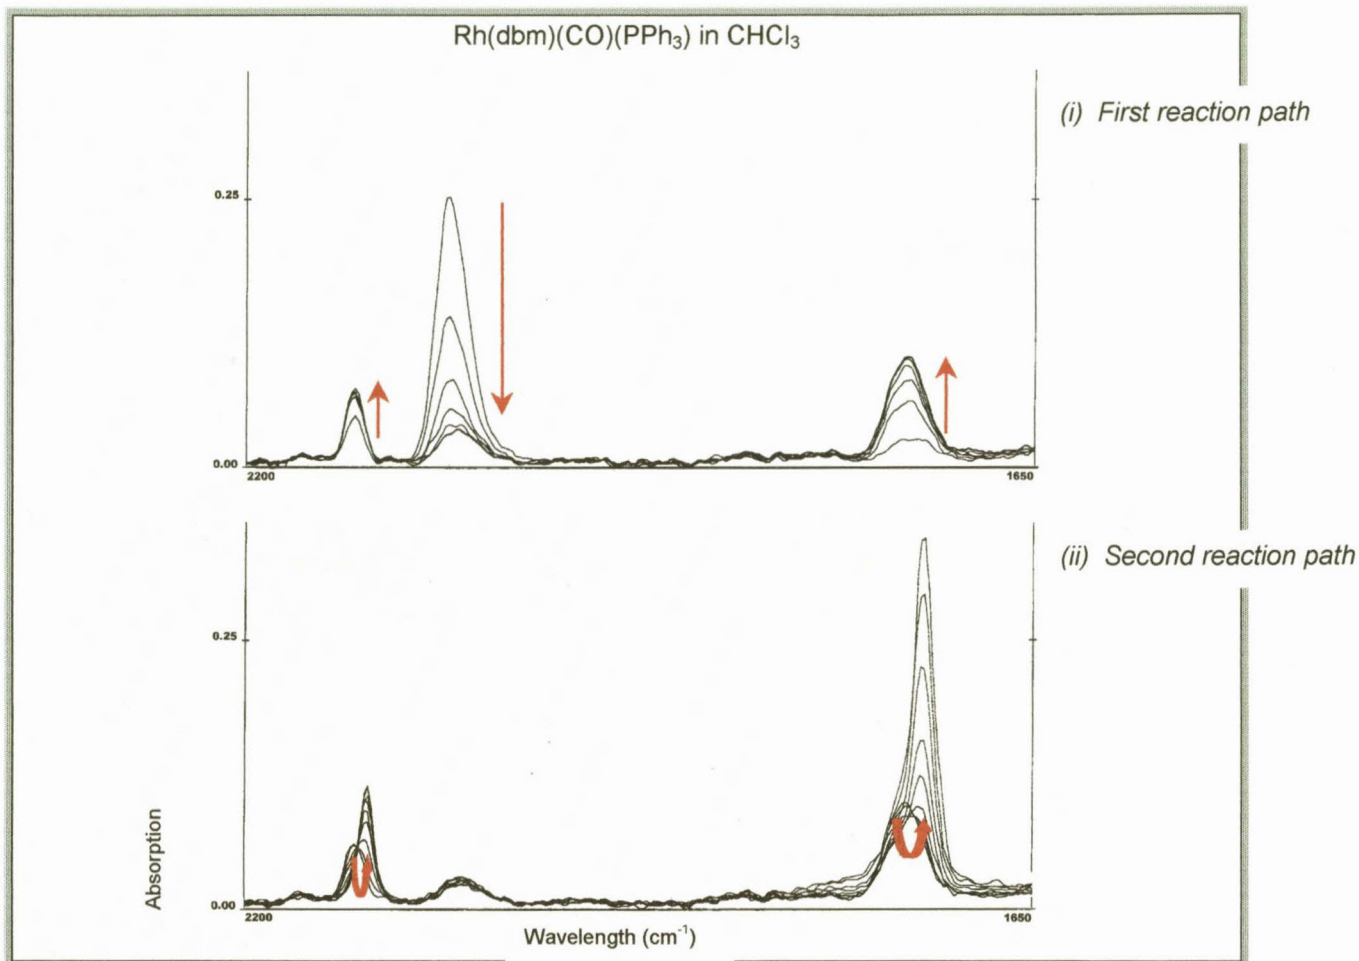 Rh(dbm)(CO)(PPh₃) in CHCl₃
(i) First reaction path
0.25
0.00
2200
1650
(ii) Second reaction path
0.25
Absorption
0.00
2200
1650
Wavelength (cm⁻¹)